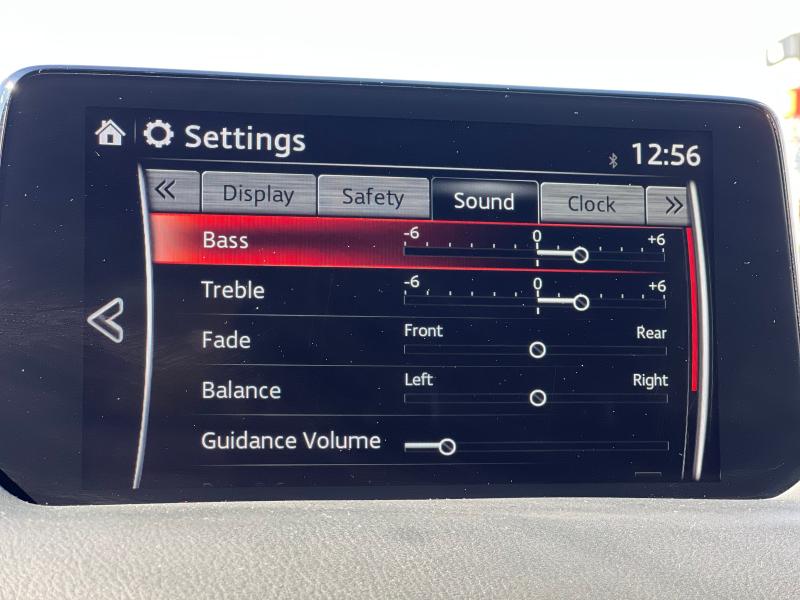 Settings
12:56
Display Safety Sound Clock
Bass -6 0 +6
Treble -6 0 +6
Fade Front Rear
Balance Left Right
Guidance Volume